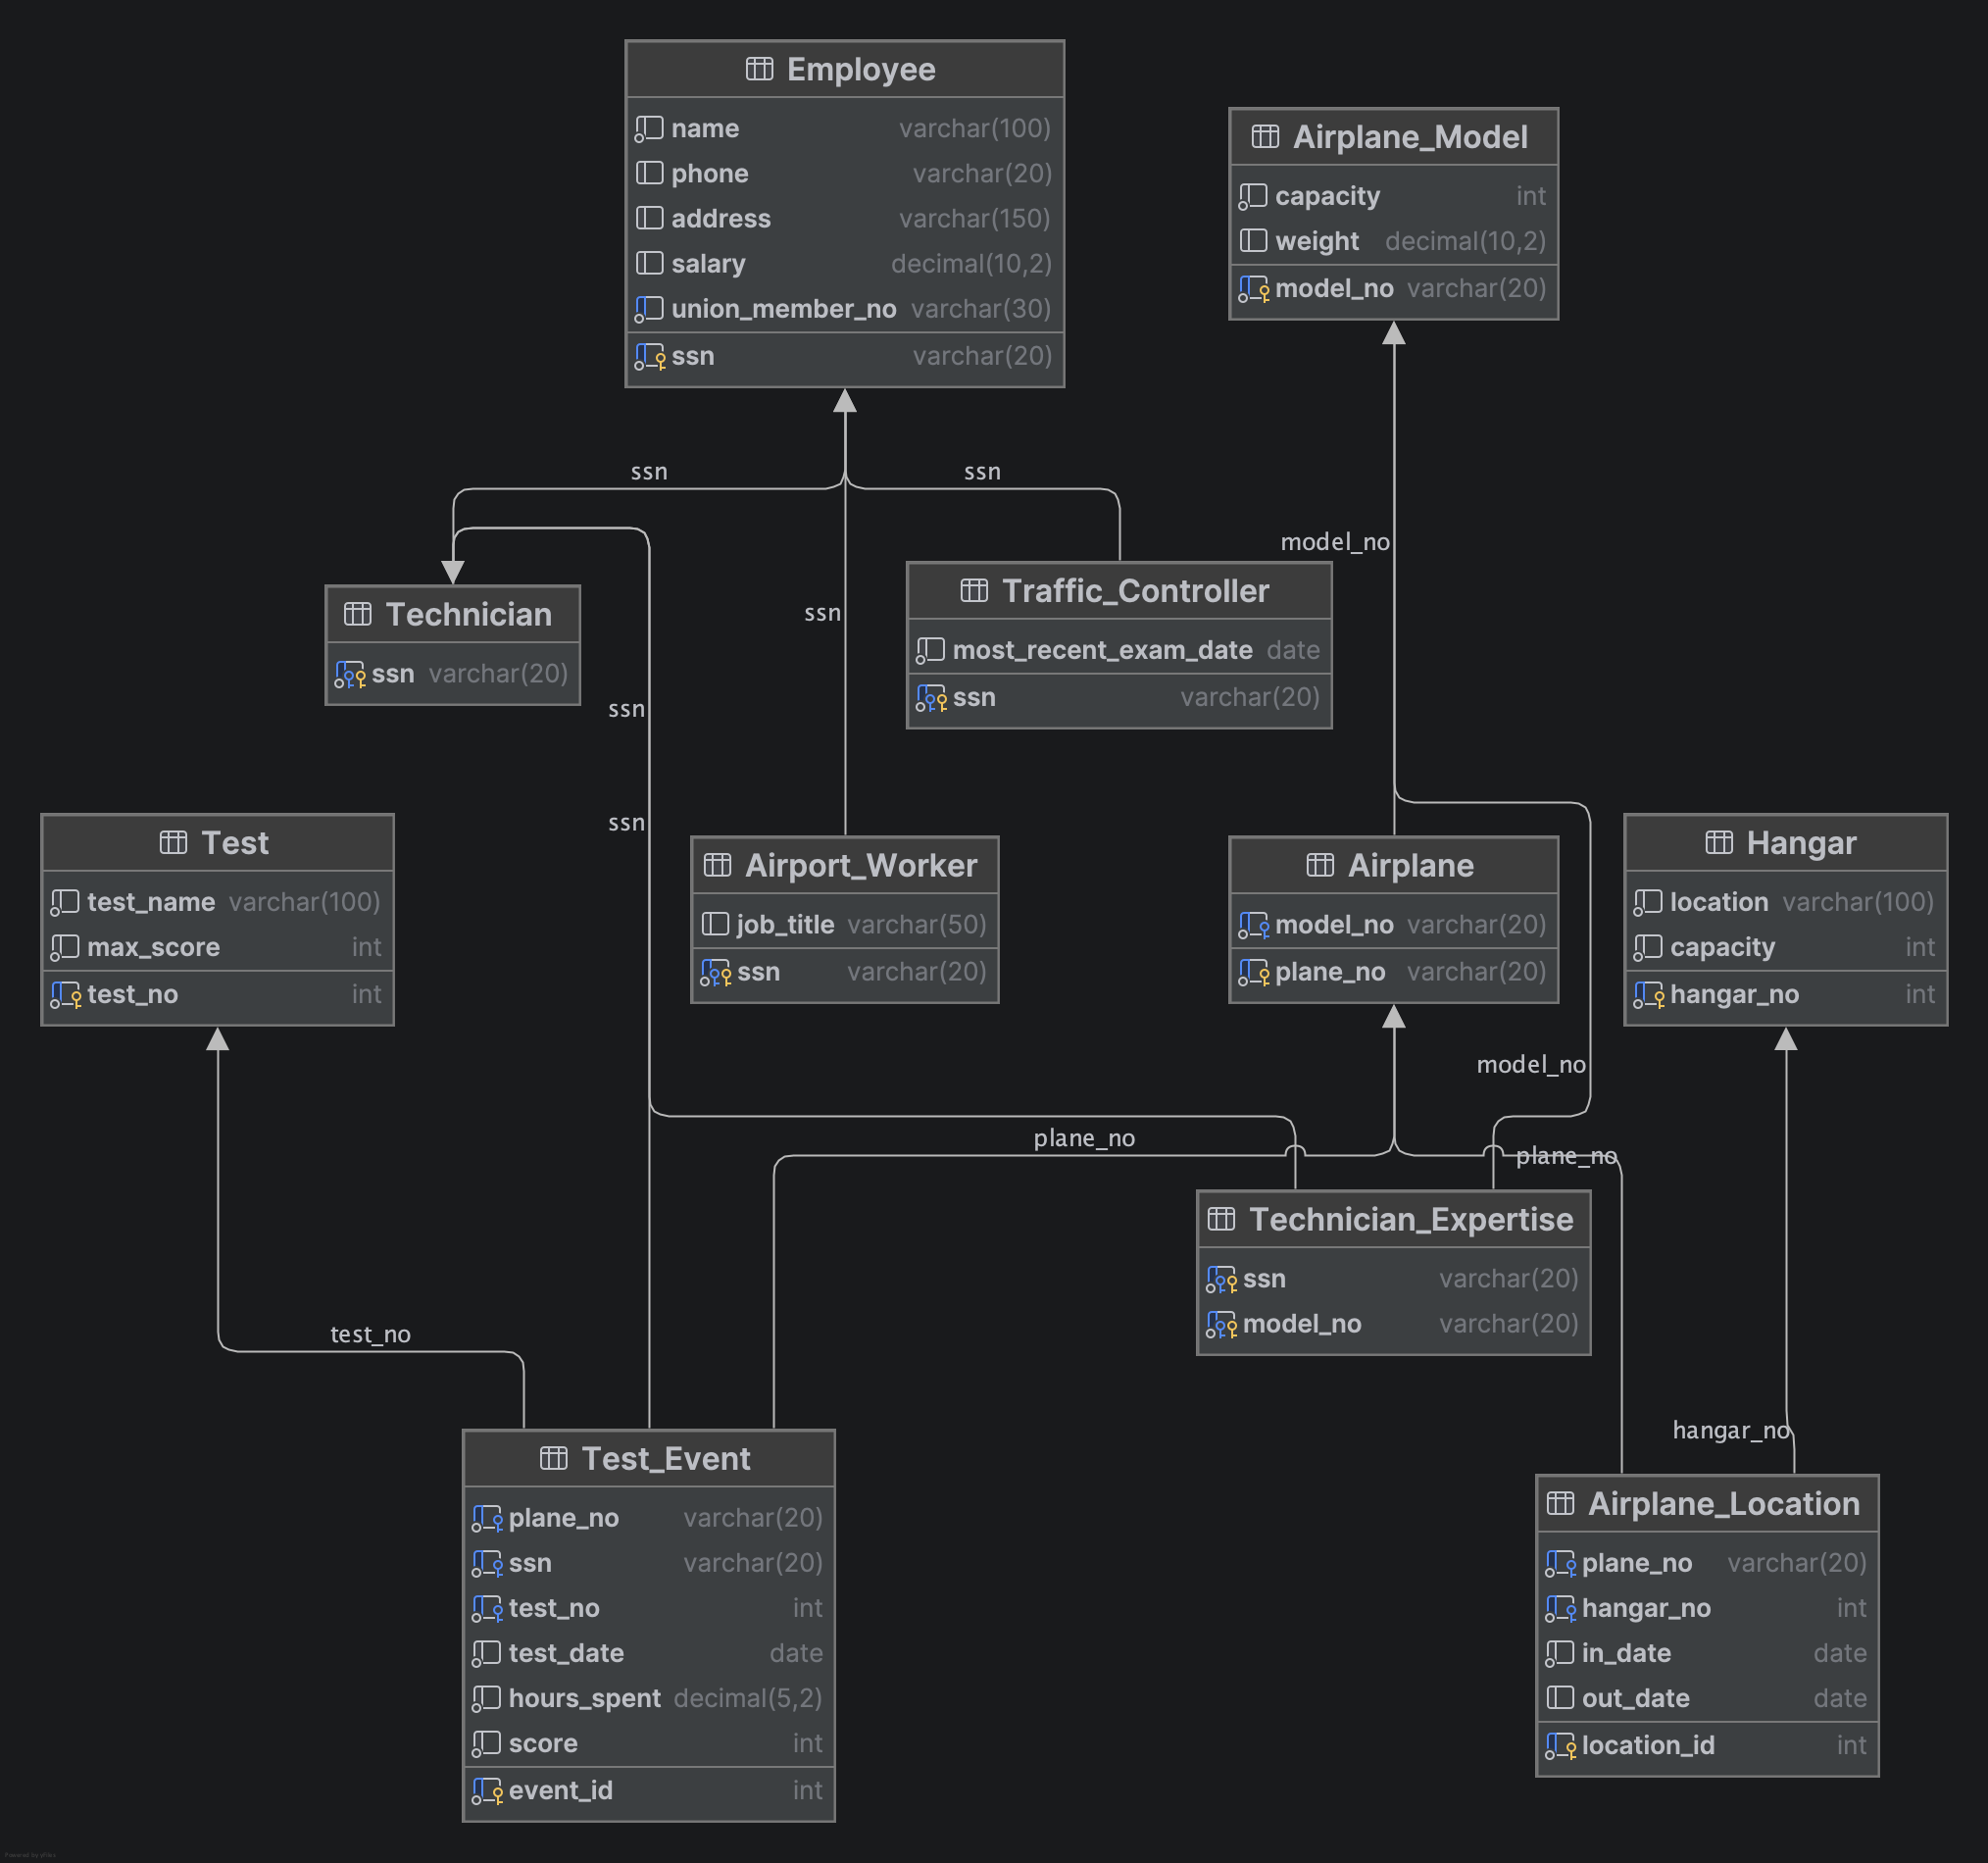 Employee
name varchar(100)
phone varchar(20)
address varchar(150)
salary decimal(10,2)
union_member_no varchar(30)
ssn varchar(20)
Airplane_Model
capacity int
weight decimal(10,2)
model_no varchar(20)
ssn
ssn
model_no
ssn
Technician
ssn varchar(20)
Traffic_Controller
most_recent_exam_date date
ssn varchar(20)
ssn
ssn
Test
test_name varchar(100)
max_score int
test_no int
Airport_Worker
job_title varchar(50)
ssn varchar(20)
Airplane
model_no varchar(20)
plane_no varchar(20)
Hangar
location varchar(100)
capacity int
hangar_no int
model_no
plane_no
plane_no
Technician_Expertise
ssn varchar(20)
model_no varchar(20)
test_no
hangar_no
Test_Event
plane_no varchar(20)
ssn varchar(20)
test_no int
test_date date
hours_spent decimal(5,2)
score int
event_id int
Airplane_Location
plane_no varchar(20)
hangar_no int
in_date date
out_date date
location_id int
Powered by yFiles